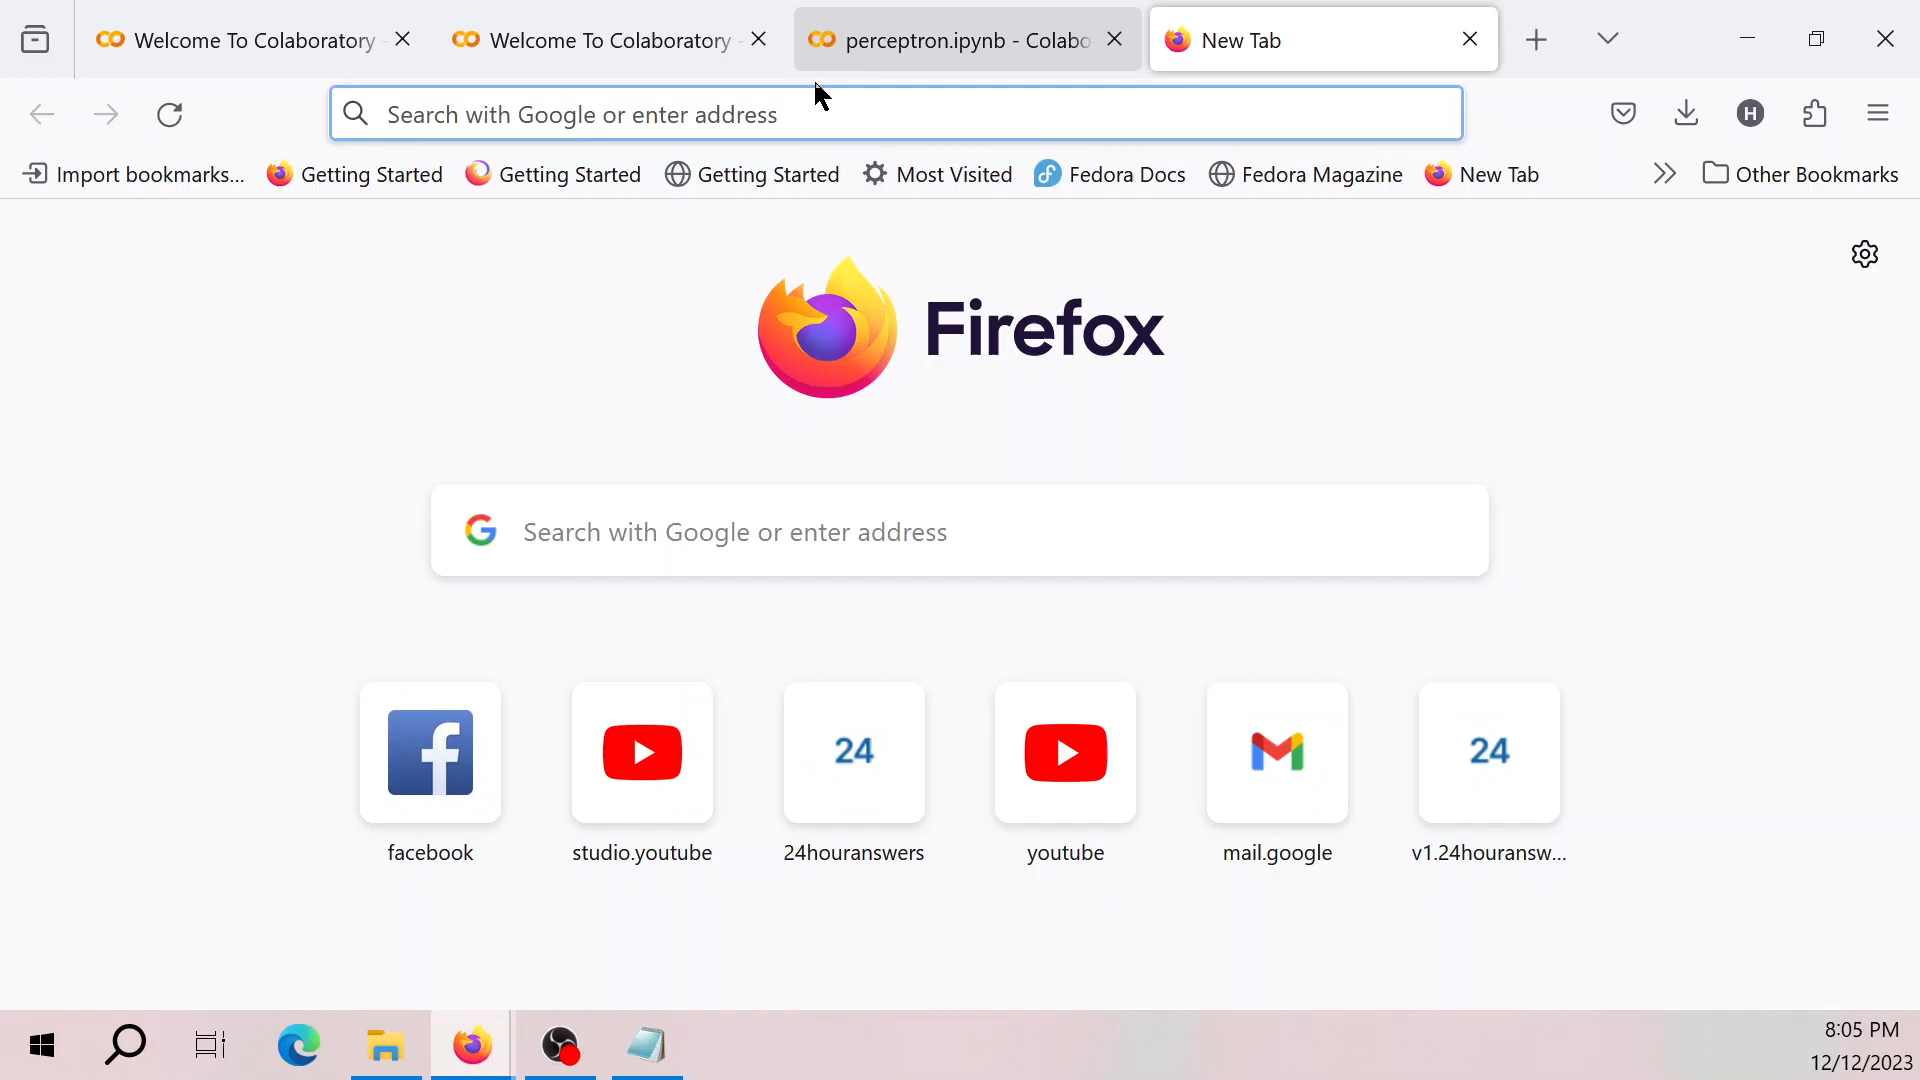 Welcome To Colaboratory -
Welcome To Colaboratory -
perceptron.ipynb - Colabo
New Tab
Search with Google or enter address
H
Import bookmarks...
Getting Started
Getting Started
Getting Started
Most Visited
Fedora Docs
Fedora Magazine
New Tab
Other Bookmarks
Firefox
Search with Google or enter address
24
24
facebook
studio.youtube
24houranswers
youtube
mail.google
v1.24houransw...
8:05 PM
12/12/2023